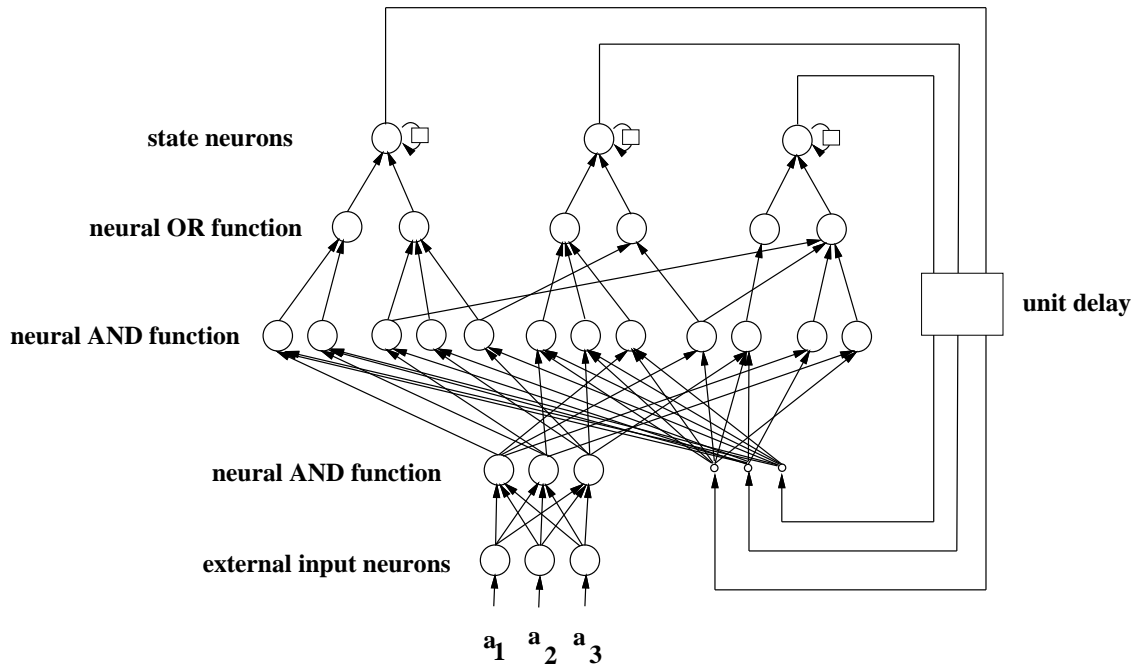 state neurons
neural OR function
unit delay
neural AND function
neural AND function
external input neurons
a1 a2 a3